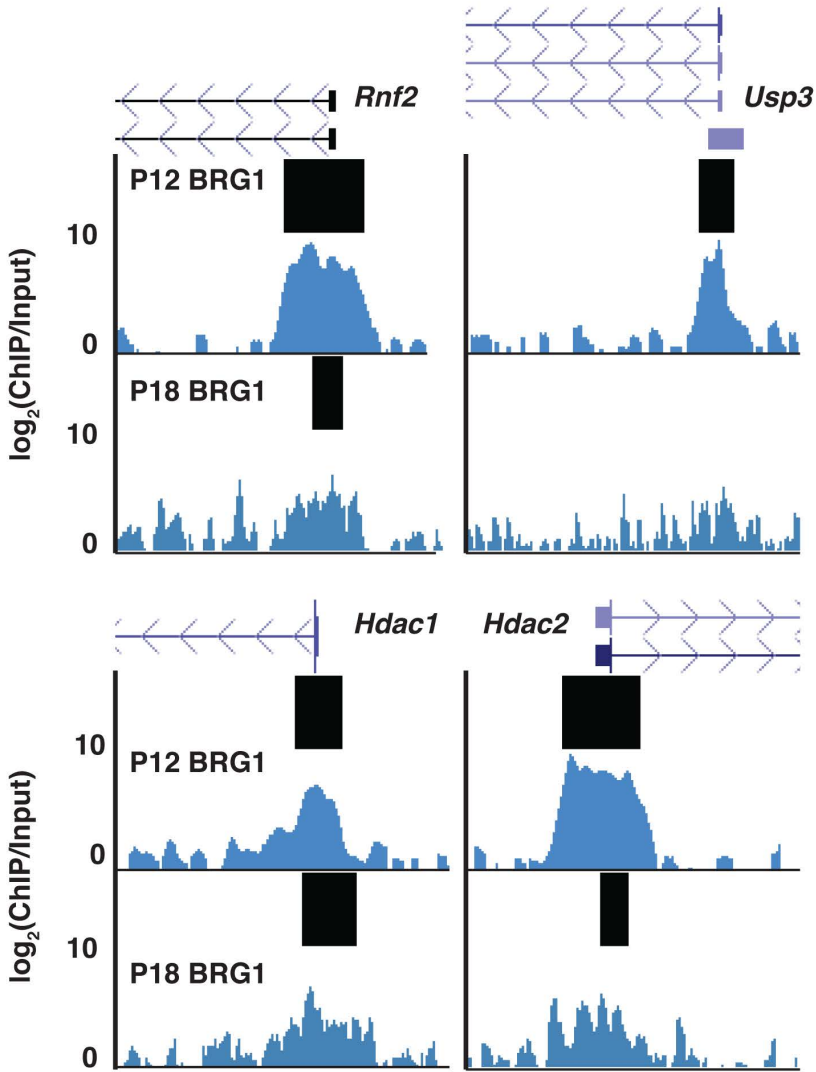 Rnf2
Usp3
P12 BRG1
10
0
log2(ChIP/Input)
P18 BRG1
10
0
Hdac1
Hdac2
10
P12 BRG1
0
log2(ChIP/Input)
10
P18 BRG1
0